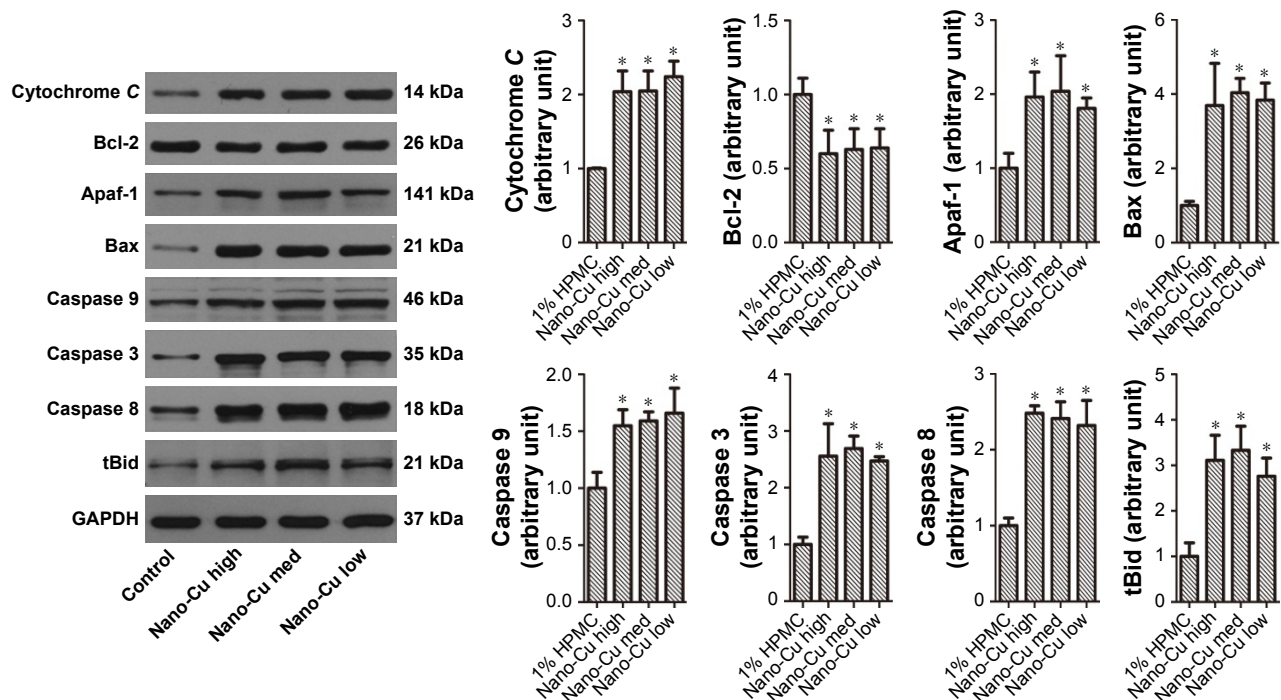 Cytochrome C 14 kDa
Bcl-2 26 kDa
Apaf-1 141 kDa
Bax 21 kDa
Caspase 9 46 kDa
Caspase 3 35 kDa
Caspase 8 18 kDa
tBid 21 kDa
GAPDH 37 kDa
Control
Nano-Cu high
Nano-Cu med
Nano-Cu low
Cytochrome C
(arbitrary unit)
3
2
1
0
* * *
1% HPMC
Nano-Cu high
Nano-Cu med
Nano-Cu low
Bcl-2 (arbitrary unit)
1.5
1.0
0.5
0.0
* * *
1% HPMC
Nano-Cu high
Nano-Cu med
Nano-Cu low
Apaf-1 (arbitrary unit)
3
2
1
0
* * *
1% HPMC
Nano-Cu high
Nano-Cu med
Nano-Cu low
Bax (arbitrary unit)
6
4
2
0
* * *
1% HPMC
Nano-Cu high
Nano-Cu med
Nano-Cu low
Caspase 9
(arbitrary unit)
2.0
1.5
1.0
0.5
0.0
* * *
1% HPMC
Nano-Cu high
Nano-Cu med
Nano-Cu low
Caspase 3
(arbitrary unit)
4
3
2
1
0
* * *
1% HPMC
Nano-Cu high
Nano-Cu med
Nano-Cu low
Caspase 8
(arbitrary unit)
3
2
1
0
* * *
1% HPMC
Nano-Cu high
Nano-Cu med
Nano-Cu low
tBid (arbitrary unit)
5
4
3
2
1
0
* * *
1% HPMC
Nano-Cu high
Nano-Cu med
Nano-Cu low